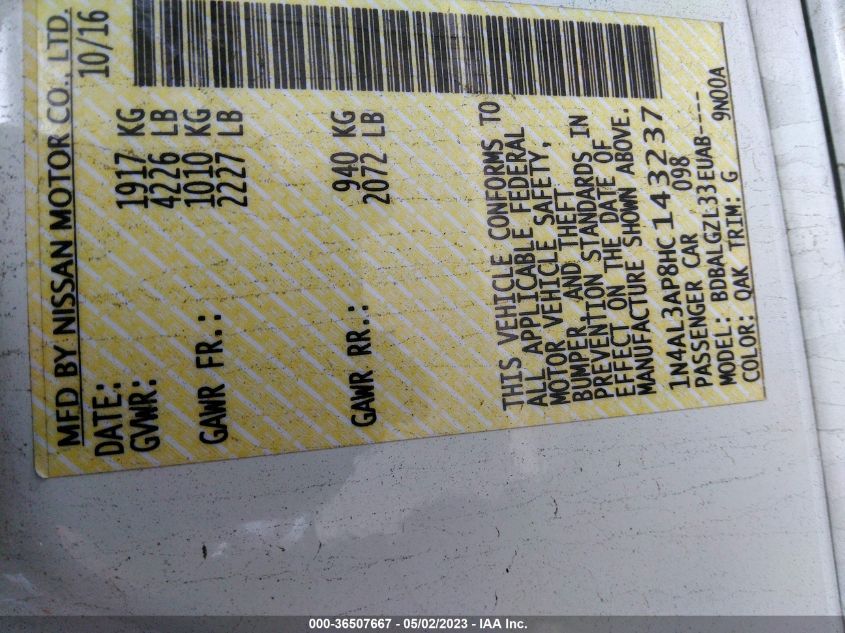 MFD BY NISSAN MOTOR CO., LTD.
DATE: 10/16
GVWR: 1917 KG
4226 LB
GAWR FR.: 1010 KG
2227 LB
GAWR RR.: 940 KG
2072 LB
THIS VEHICLE CONFORMS TO
ALL APPLICABLE FEDERAL
MOTOR VEHICLE SAFETY,
BUMPER AND THEFT
PREVENTION STANDARDS IN
EFFECT ON THE DATE OF
MANUFACTURE SHOWN ABOVE.
1N4AL3AP8HC143237
PASSENGER CAR 098
MODEL: BDBALGZL33EUAB----
COLOR: QAK TRIM: G 9N00A
000-36507667 - 05/02/2023 - IAA Inc.